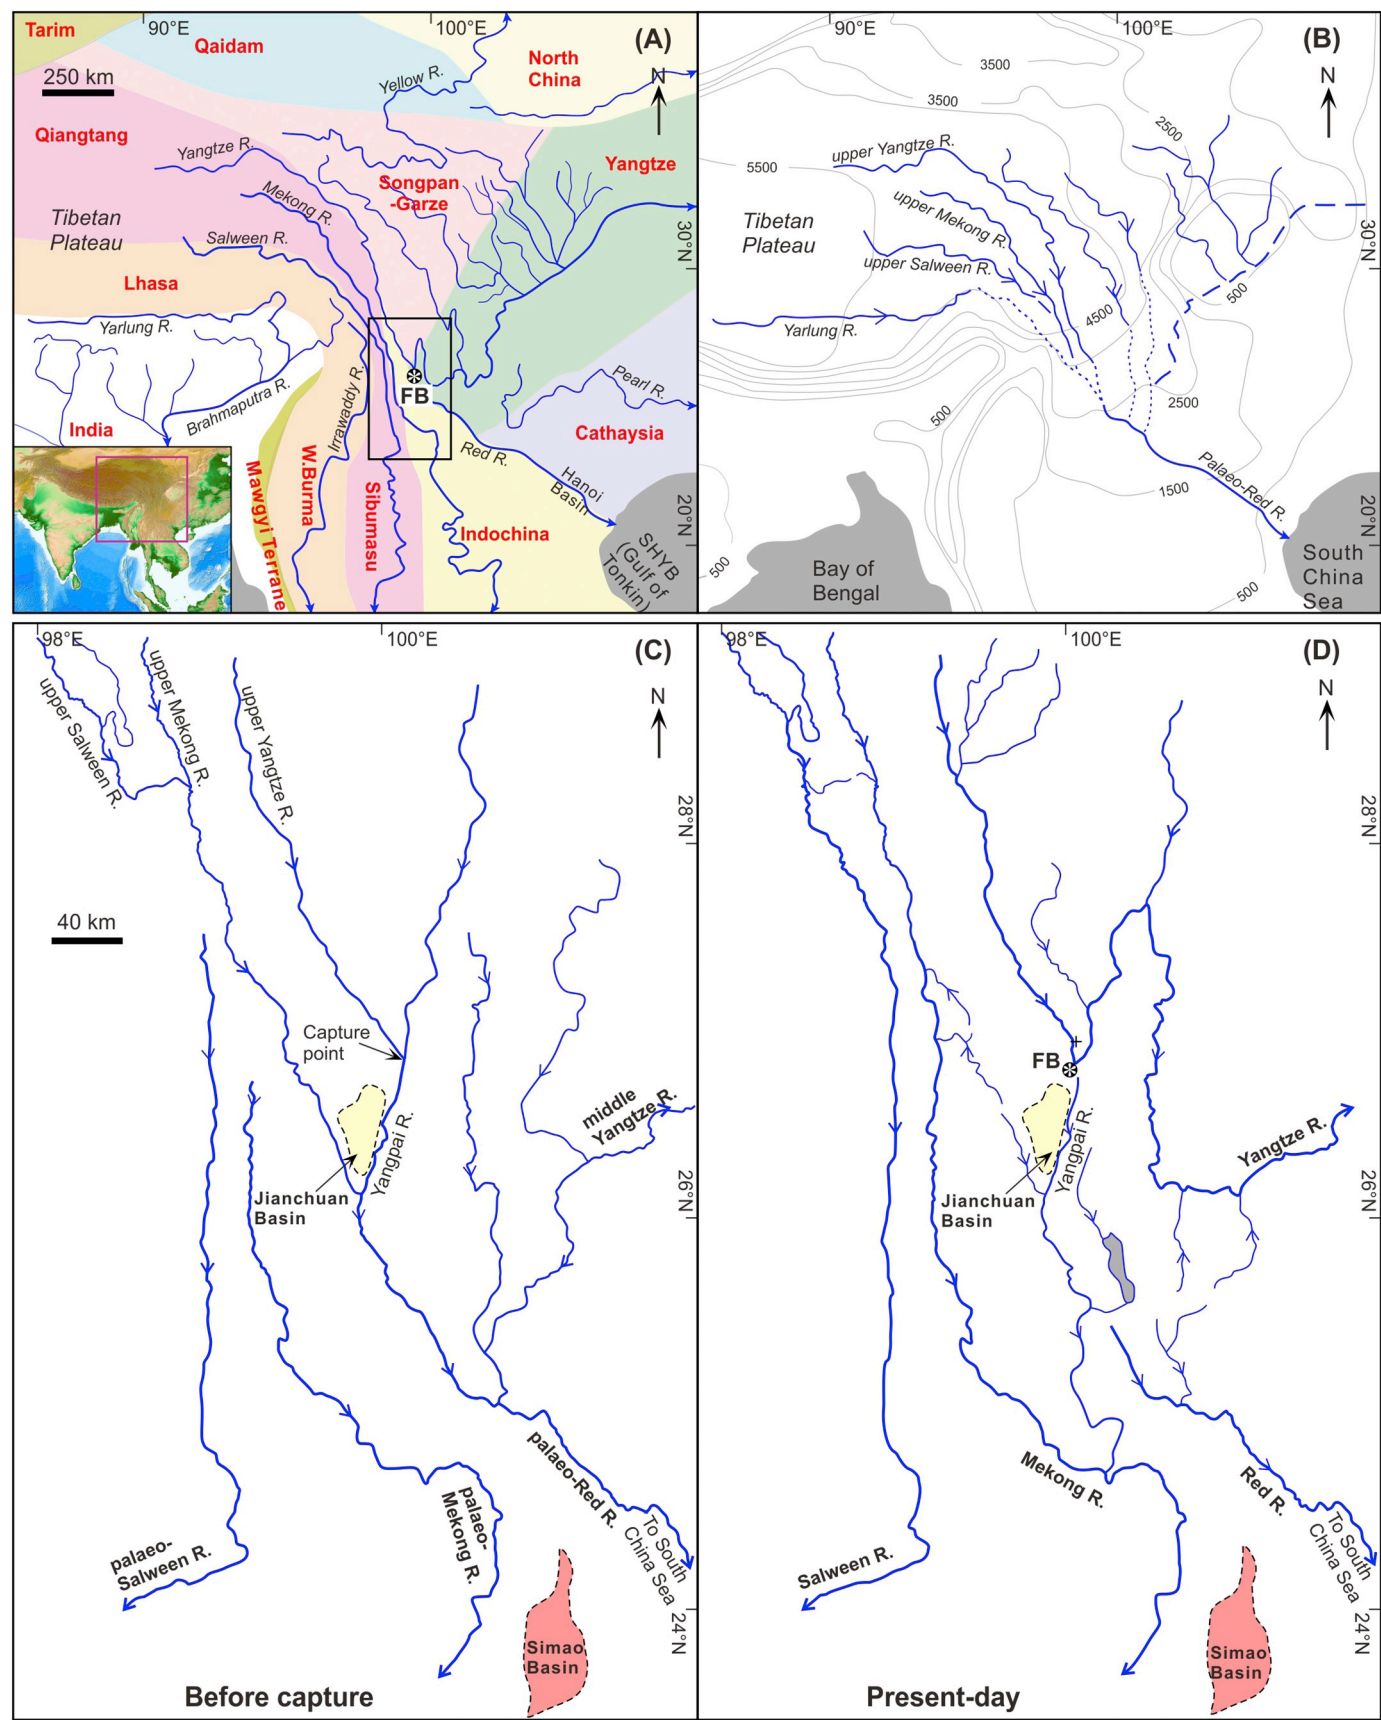 Tarim
90°E
Qaidam
100°E
(A)
North
China
N
250 km
Yellow R.
Qiangtang
Yangtze R.
Yangtze
Songpan
-Garze
Mekong R.
Tibetan
Plateau
Salween R.
30°N
Lhasa
Yarlung R.
Irrawaddy R.
FB
Pearl R.
Brahmaputra R.
India
Cathaysia
Red R.
Hanoi
Basin
Mawgyi Terrane
W.Burma
Sibumasu
Indochina
20°N
SHYB
(Gulf of
Tonkin)
90°E
100°E
(B)
3500
N
3500
2500
upper Yangtze R.
5500
upper Mekong R.
Tibetan
Plateau
30°N
upper Salween R.
500
4500
Yarlung R.
2500
500
Palaeo-Red R.
1500
20°N
South
China
Sea
Bay of
Bengal
500
500
98°E
100°E
(C)
N
upper Salween R.
upper Mekong R.
upper Yangtze R.
28°N
40 km
Capture
point
middle
Yangtze R.
Yangpai R.
Jianchuan
Basin
26°N
palaeo-Red R.
palaeo-
Mekong R.
palaeo-
Salween R.
To South
China Sea
24°N
Simao
Basin
Before capture
98°E
100°E
(D)
N
28°N
FB
Yangpai R.
Yangtze R.
Jianchuan
Basin
26°N
Mekong R.
Red R.
Salween R.
To South
China Sea
24°N
Simao
Basin
Present-day